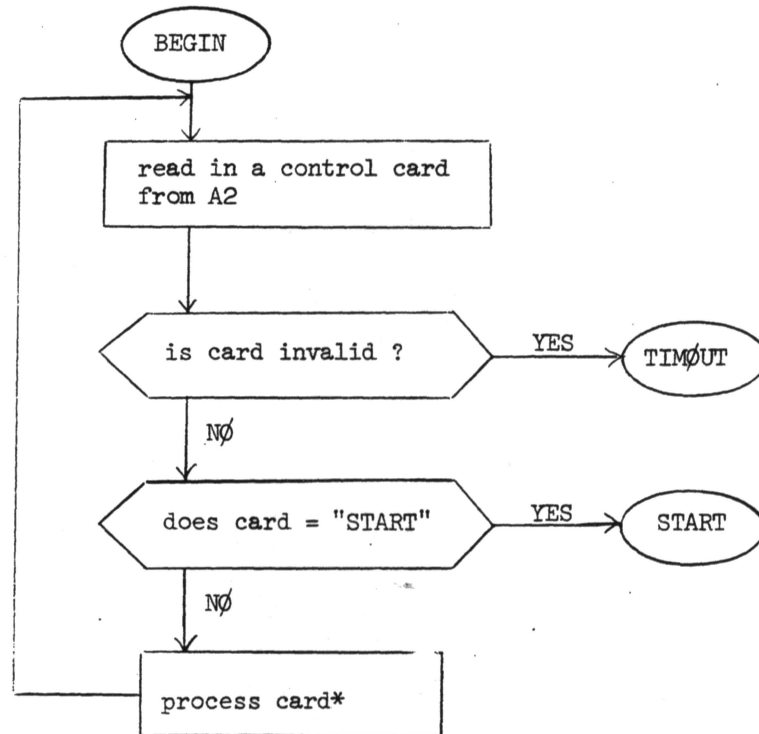 BEGIN
read in a control card
from A2
is card invalid ?
YES
TIMØUT
NØ
does card = "START"
YES
START
NØ
process card*